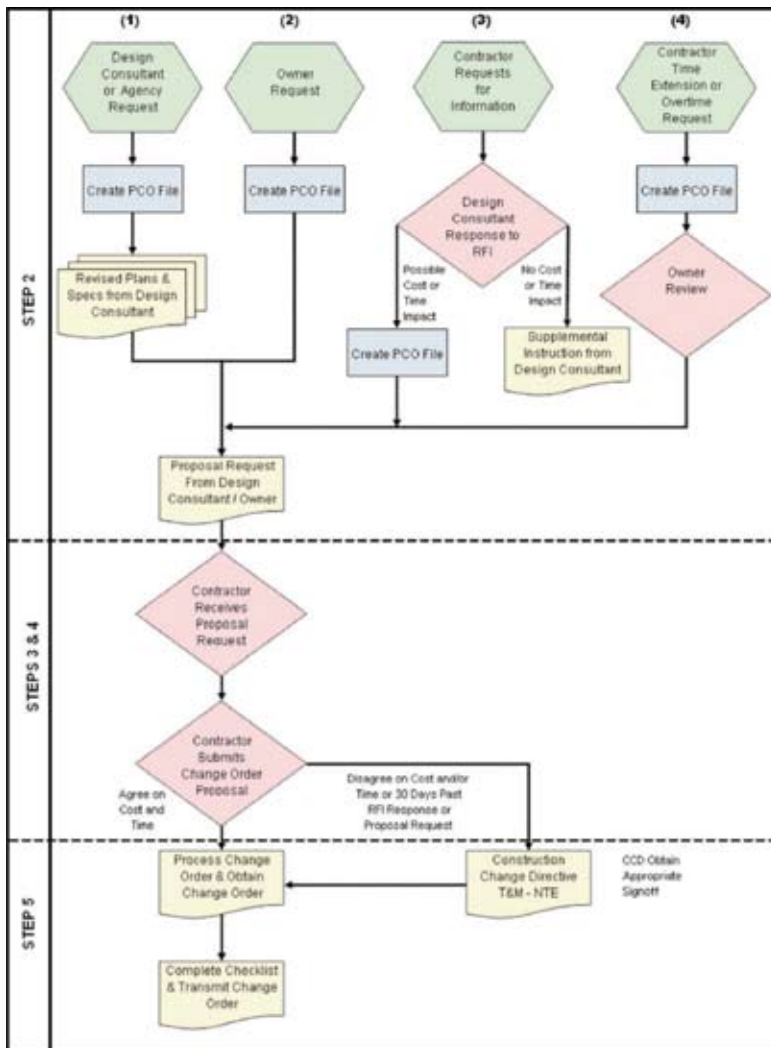 (1)
(2)
(3)
(4)
Design
Consultant
or Agency
Request
Owner
Request
Contractor
Requests
for
Information
Contractor
Time
Extension or
Overtime
Request
Create PCO File
Create PCO File
Create PCO File
Design
Consultant
Response to
RFI
Owner
Review
Revised Plans &
Specs from Design
Consultant
Possible
Cost or
Time
Impact
No Cost
or Time
Impact
Create PCO File
Supplemental
Instruction from
Design Consultant
STEP 2
Proposal Request
From Design
Consultant / Owner
STEPS 3 & 4
Contractor
Receives
Proposal
Request
Contractor
Submits
Change Order
Proposal
Agree on
Cost and
Time
Disagree on Cost and/or
Time or 30 Days Past
RFI Response or
Proposal Request
STEP 5
Process Change
Order & Obtain
Change Order
Construction
Change Directive
T&M - NTE
CCD Obtain
Appropriate
Signoff
Complete Checklist
& Transmit Change
Order